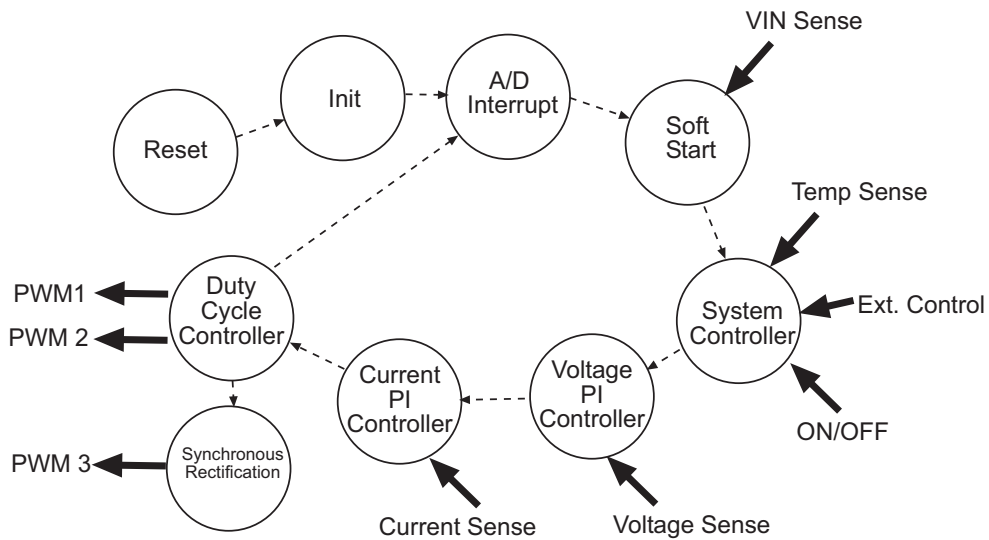 VIN Sense
A/D
Interrupt
Init
Soft
Start
Reset
Temp Sense
Duty
Cycle
Controller
PWM1
PWM 2
System
Controller
Ext. Control
Voltage
PI
Controller
Current
PI
Controller
ON/OFF
Synchronous
Rectification
PWM 3
Current Sense
Voltage Sense